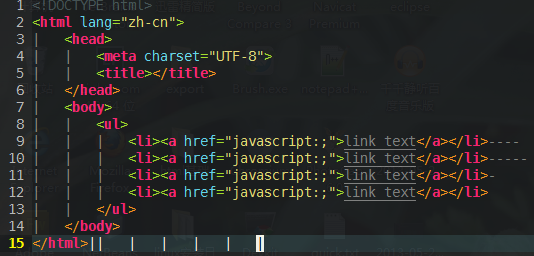 1 <!DOCTYPE html>
2 <html lang="zh-cn">
3 | <head>
4 | | <meta charset="UTF-8">
5 | | <title></title>
6 | </head>
7 | <body>
8 | | <ul>
9 | | | <li><a href="javascript:;">link text</a></li>----
10 | | | <li><a href="javascript:;">link text</a></li>-----
11 | | | <li><a href="javascript:;">link text</a></li>-
12 | | | <li><a href="javascript:;">link text</a></li>
13 | | </ul>
14 | </body>
15 </html>|| | | | | |